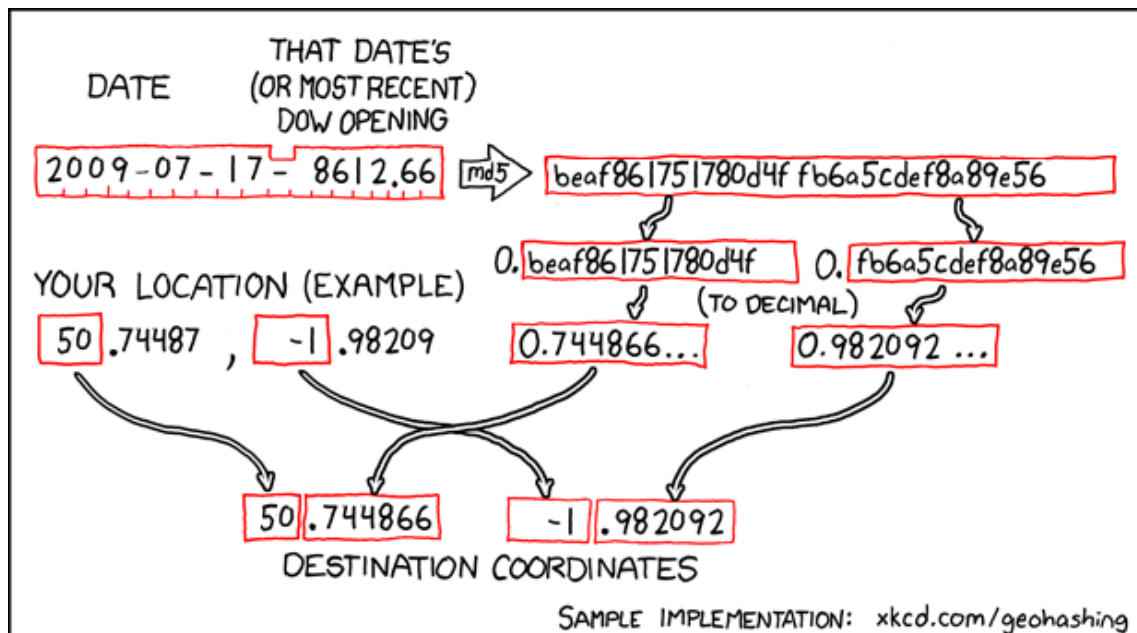 DATE
THAT DATE'S
(OR MOST RECENT)
DOW OPENING
2009-07-17-8612.66
md5
beaf861751780d4ffb6a5cdef8a89e56
0.beaf861751780d4f
0.fb6a5cdef8a89e56
YOUR LOCATION (EXAMPLE)
(TO DECIMAL)
50.74487, -1.98209
0.744866...
0.982092...
50.744866
-1.982092
DESTINATION COORDINATES
SAMPLE IMPLEMENTATION: xkcd.com/geohashing